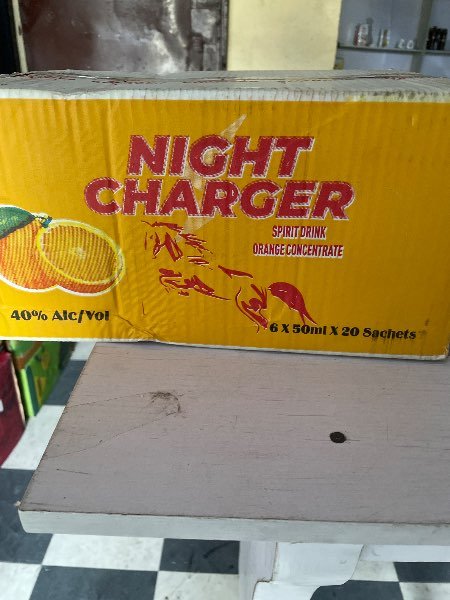 NIGHT
CHARGER
SPIRIT DRINK
ORANGE CONCENTRATE
40% Alc/Vol
6 X 50ml X 20 Sachets